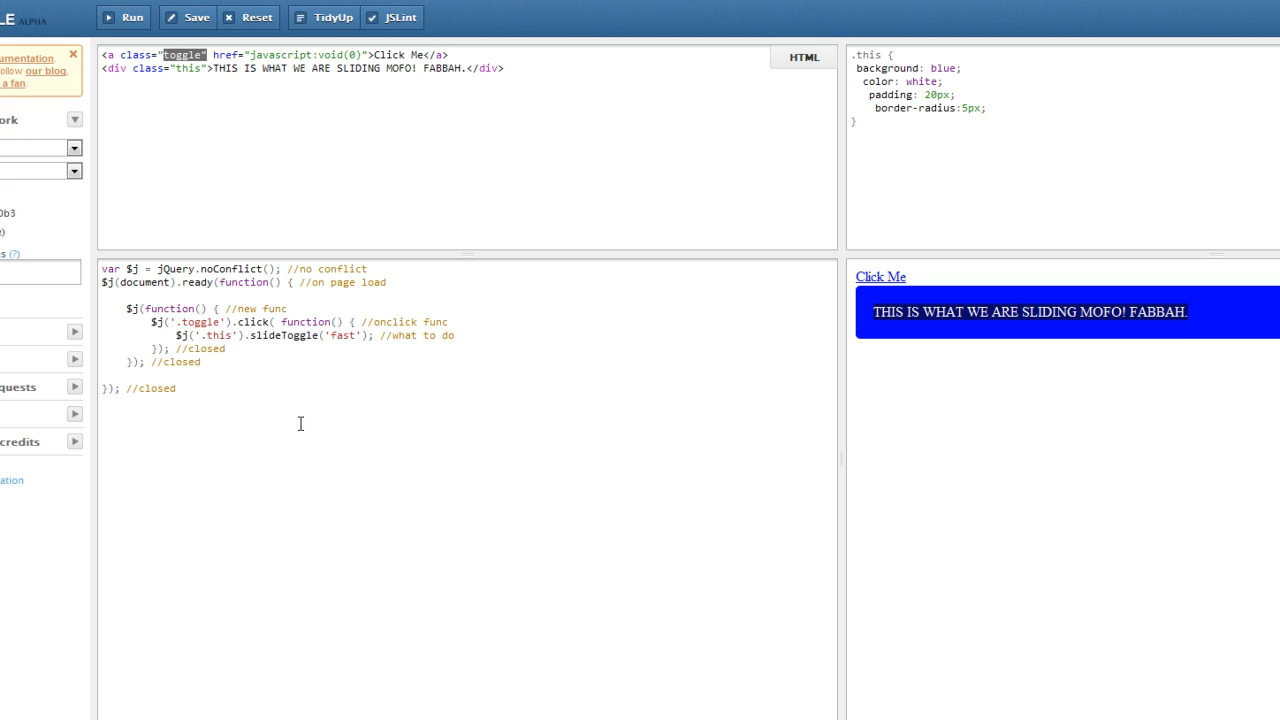 LE ALPHA
Run
Save
Reset
TidyUp
JSLint
umentation.
ollow our blog,
a fan.
ork
0b3
e)
s (?)
quests
credits
ation
<a class="toggle" href="javascript:void(0)">Click Me</a>
<div class="this">THIS IS WHAT WE ARE SLIDING MOFO! FABBAH.</div>
HTML
.this {
background: blue;
color: white;
padding: 20px;
border-radius:5px;
}
var $j = jQuery.noConflict(); //no conflict
$j(document).ready(function() { //on page load
$j(function() { //new func
$j('.toggle').click( function() { //onclick func
$j('.this').slideToggle('fast'); //what to do
}); //closed
}); //closed
}); //closed
Click Me
THIS IS WHAT WE ARE SLIDING MOFO! FABBAH.